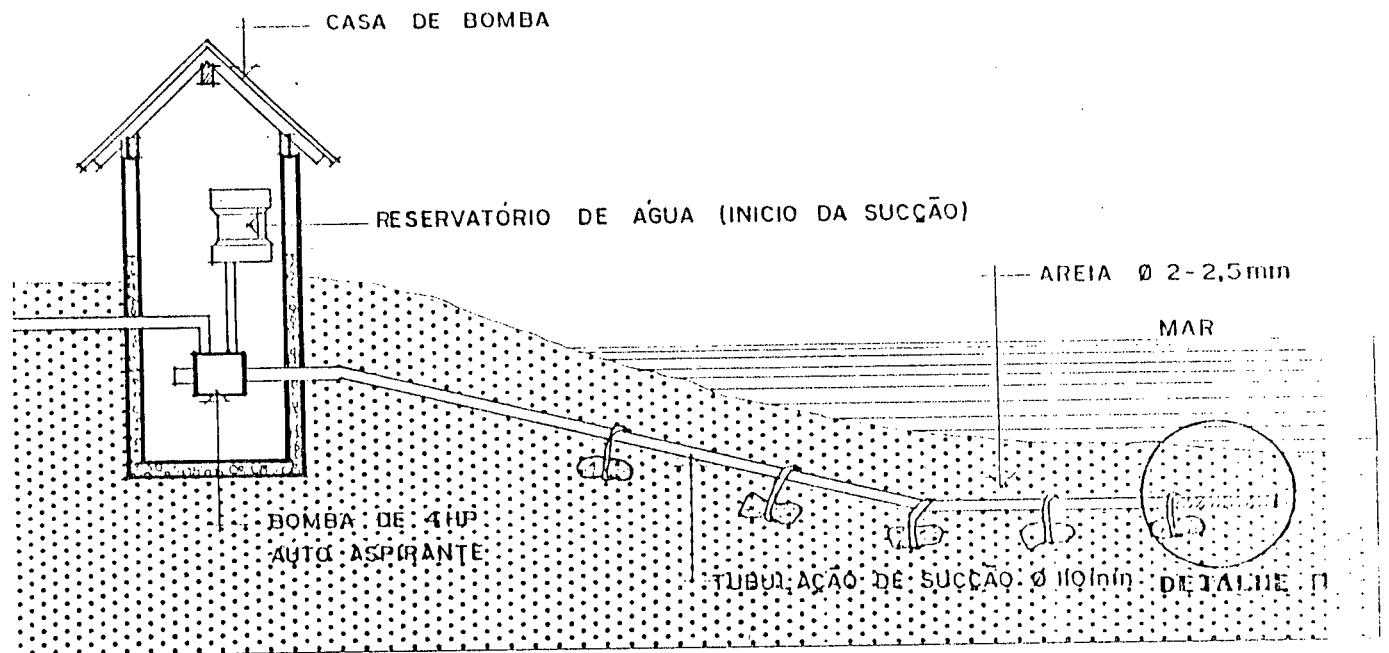 CASA DE BOMBA
RESERVATÓRIO DE AGUA (INICIO DA SUCÇÃO)
AREIA Ø 2-2,5mm
MAR
BOMBA DE 4HP
AUTO ASPIRANTE
TUBULAÇÃO DE SUCÇÃO Ø 110mm
DETALHE